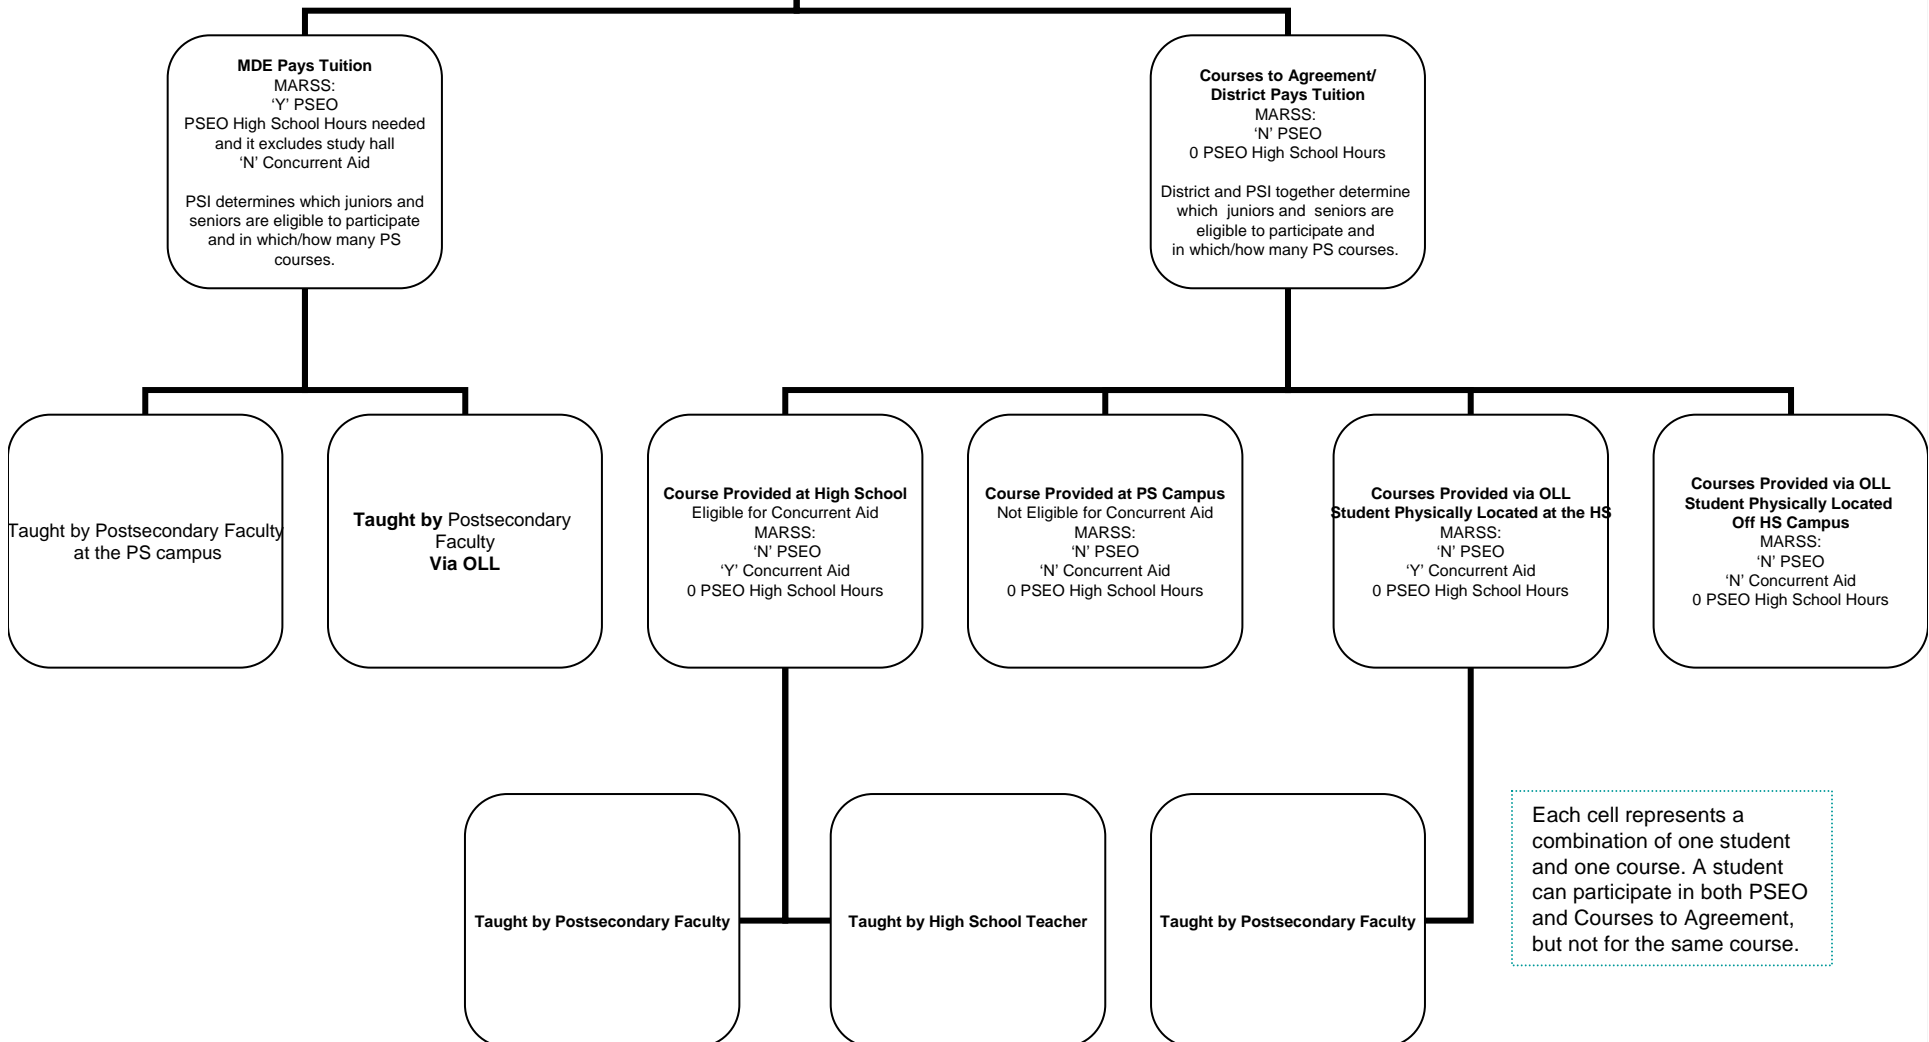 MDE Pays Tuition
MARSS:
‘Y’ PSEO
PSEO High School Hours needed
and it excludes study hall
‘N’ Concurrent Aid
PSI determines which juniors and
seniors are eligible to participate
and in which/how many PS
courses.
Courses to Agreement/
District Pays Tuition
MARSS:
‘N’ PSEO
0 PSEO High School Hours
District and PSI together determine
which juniors and seniors are
eligible to participate and
in which/how many PS courses.
Taught by Postsecondary Faculty
at the PS campus
Taught by Postsecondary
Faculty
Via OLL
Course Provided at High School
Eligible for Concurrent Aid
MARSS:
‘N’ PSEO
‘Y’ Concurrent Aid
0 PSEO High School Hours
Course Provided at PS Campus
Not Eligible for Concurrent Aid
MARSS:
‘N’ PSEO
‘N’ Concurrent Aid
0 PSEO High School Hours
Courses Provided via OLL
Student Physically Located at the HS
MARSS:
‘N’ PSEO
‘Y’ Concurrent Aid
0 PSEO High School Hours
Courses Provided via OLL
Student Physically Located
Off HS Campus
MARSS:
‘N’ PSEO
‘N’ Concurrent Aid
0 PSEO High School Hours
Taught by Postsecondary Faculty
Taught by High School Teacher
Taught by Postsecondary Faculty
Each cell represents a
combination of one student
and one course. A student
can participate in both PSEO
and Courses to Agreement,
but not for the same course.